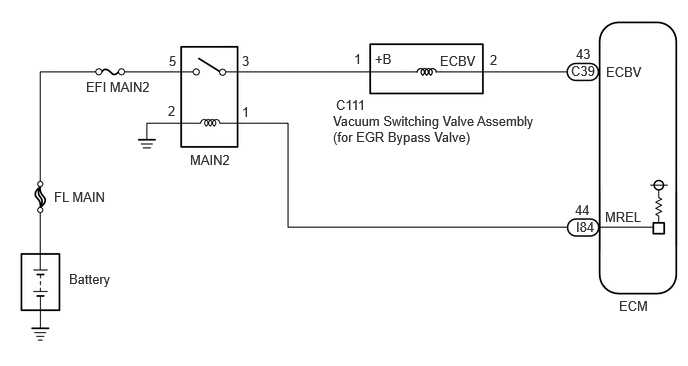 43
5
3
1
+B
ECBV
2
C39
ECBV
EFI MAIN2
2
1
C111
Vacuum Switching Valve Assembly
(for EGR Bypass Valve)
MAIN2
FL MAIN
44
MREL
I84
Battery
ECM